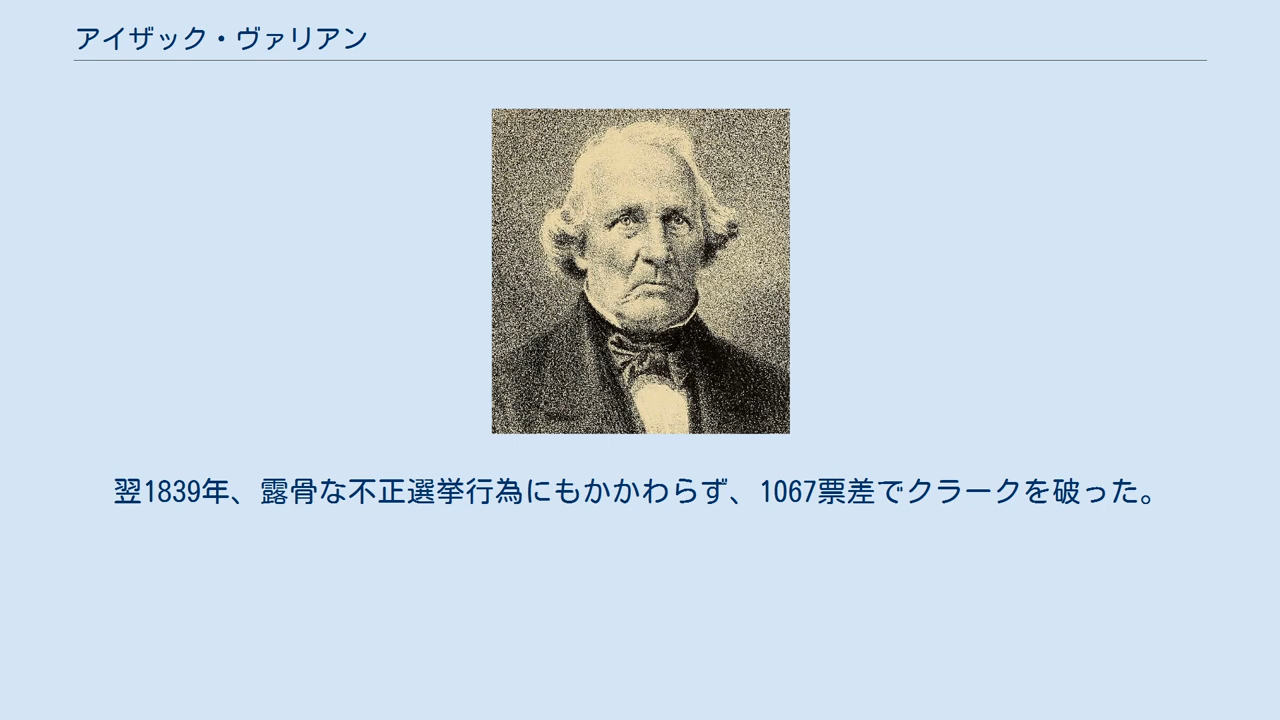 アイザック・ヴァリアン
翌1839年、露骨な不正選挙行為にもかかわらず、1067票差でクラークを破った。